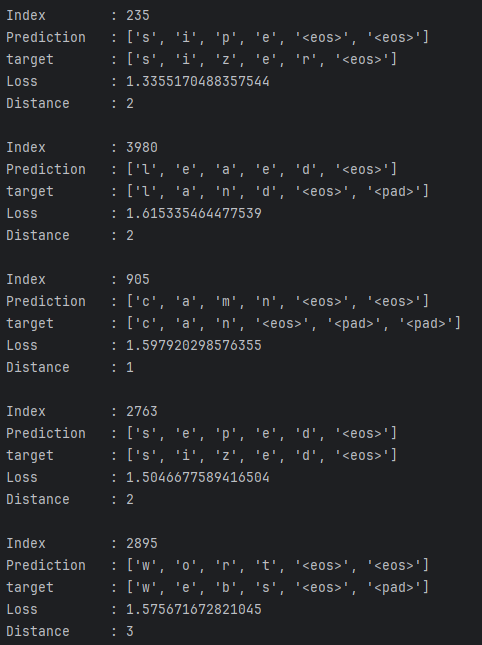 Index : 235
Prediction : ['s', 'i', 'p', 'e', '<eos>', '<eos>']
target : ['s', 'i', 'z', 'e', 'r', '<eos>']
Loss : 1.3355170488357544
Distance : 2
Index : 3980
Prediction : ['l', 'e', 'a', 'e', 'd', '<eos>']
target : ['l', 'a', 'n', 'd', '<eos>', '<pad>']
Loss : 1.615335464477539
Distance : 2
Index : 905
Prediction : ['c', 'a', 'm', 'n', '<eos>', '<eos>']
target : ['c', 'a', 'n', '<eos>', '<pad>', '<pad>']
Loss : 1.597920298576355
Distance : 1
Index : 2763
Prediction : ['s', 'e', 'p', 'e', 'd', '<eos>']
target : ['s', 'i', 'z', 'e', 'd', '<eos>']
Loss : 1.5046677589416504
Distance : 2
Index : 2895
Prediction : ['w', 'o', 'r', 't', '<eos>', '<eos>']
target : ['w', 'e', 'b', 's', '<eos>', '<pad>']
Loss : 1.575671672821045
Distance : 3